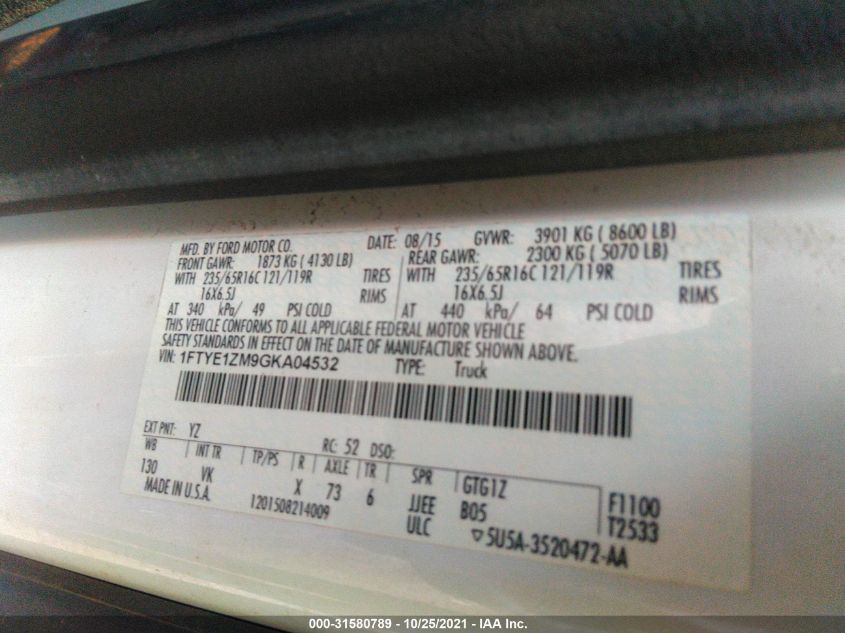 MFD. BY FORD MOTOR CO. DATE: 08/15 GVWR: 3901 KG ( 8600 LB)
FRONT GAWR: 1873 KG ( 4130 LB) REAR GAWR: 2300 KG ( 5070 LB)
WITH 235/65R16C 121/119R TIRES WITH 235/65R16C 121/119R TIRES
16X6.5J RIMS 16X6.5J RIMS
AT 340 kPa/ 49 PSI COLD AT 440 kPa/ 64 PSI COLD
THIS VEHICLE CONFORMS TO ALL APPLICABLE FEDERAL MOTOR VEHICLE
SAFETY STANDARDS IN EFFECT ON THE DATE OF MANUFACTURE SHOWN ABOVE.
VIN: 1FTYE1ZM9GKA04532 TYPE: Truck
EXT PNT: YZ RC: 52 DSO:
WB INT TR TP/PS R AXLE TR SPR GTG1Z F1100
130 VK X 73 6 JJEE B05 T2533
MADE IN U.S.A. 1201508214009 ULC ▽5U5A-3520472-AA
000-31580789 - 10/25/2021 - IAA Inc.